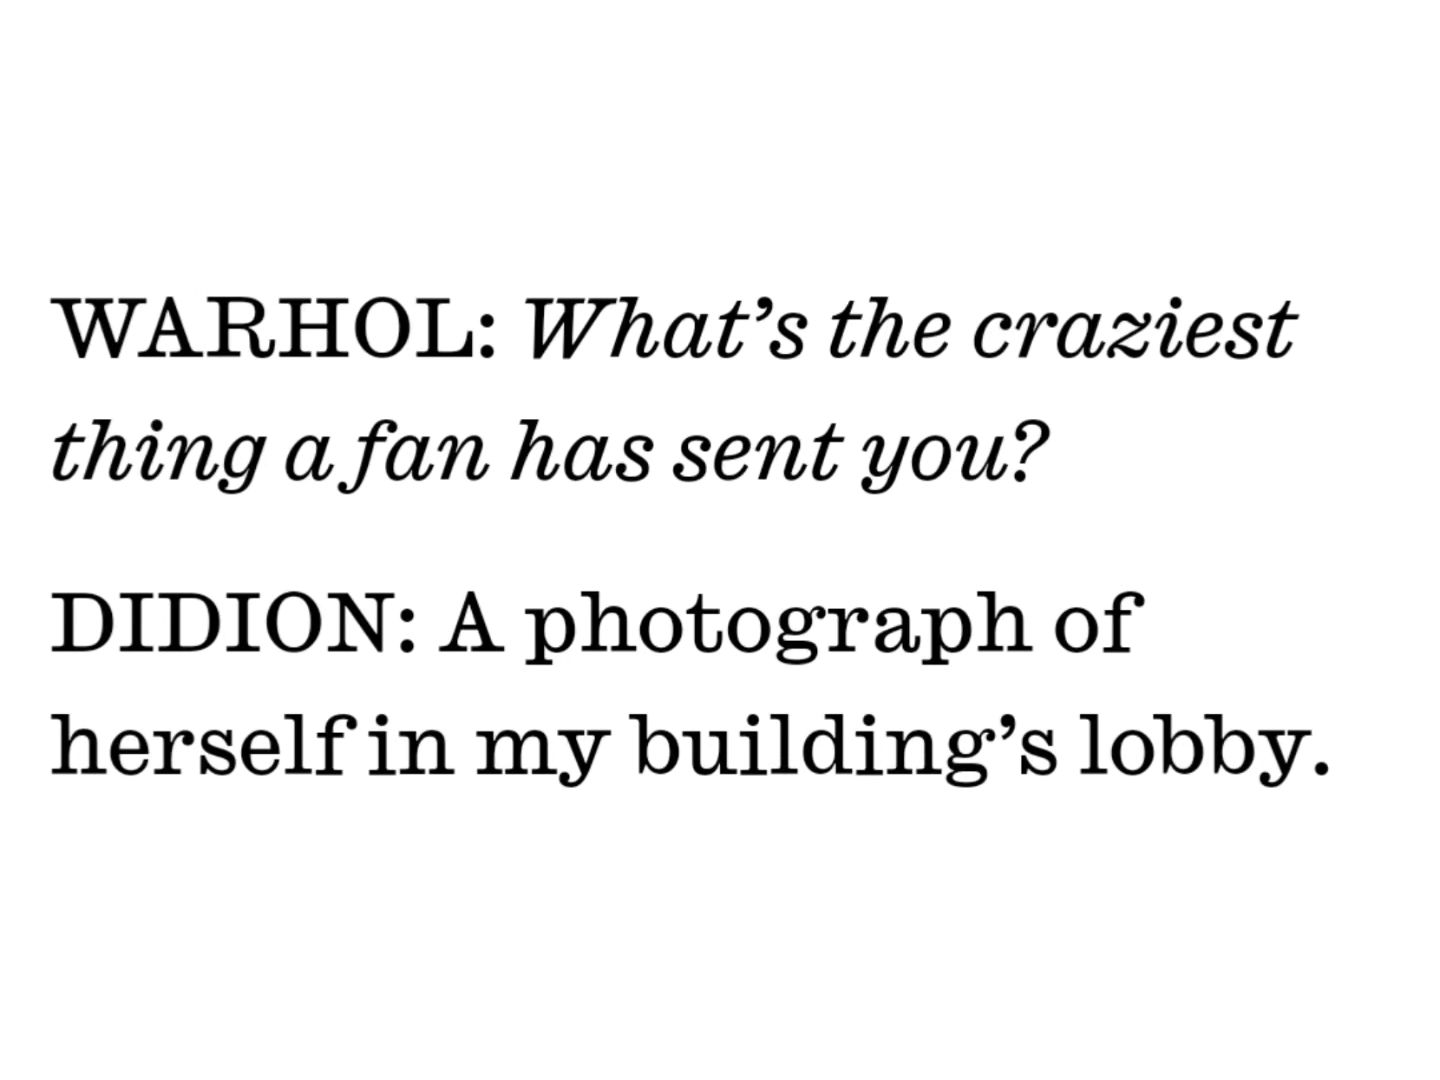 WARHOL: What’s the craziest
thing a fan has sent you?
DIDION: A photograph of
herself in my building’s lobby.